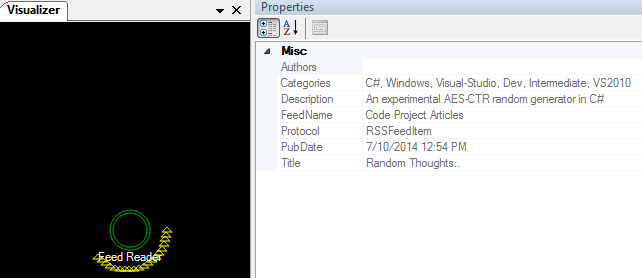 Visualizer
Feed Reader
Properties
Misc
Authors
Categories C#, Windows, Visual-Studio, Dev, Intermediate, VS2010
Description An experimental AES-CTR random generator in C#
FeedName Code Project Articles
Protocol RSSFeedItem
PubDate 7/10/2014 12:54 PM
Title Random Thoughts..